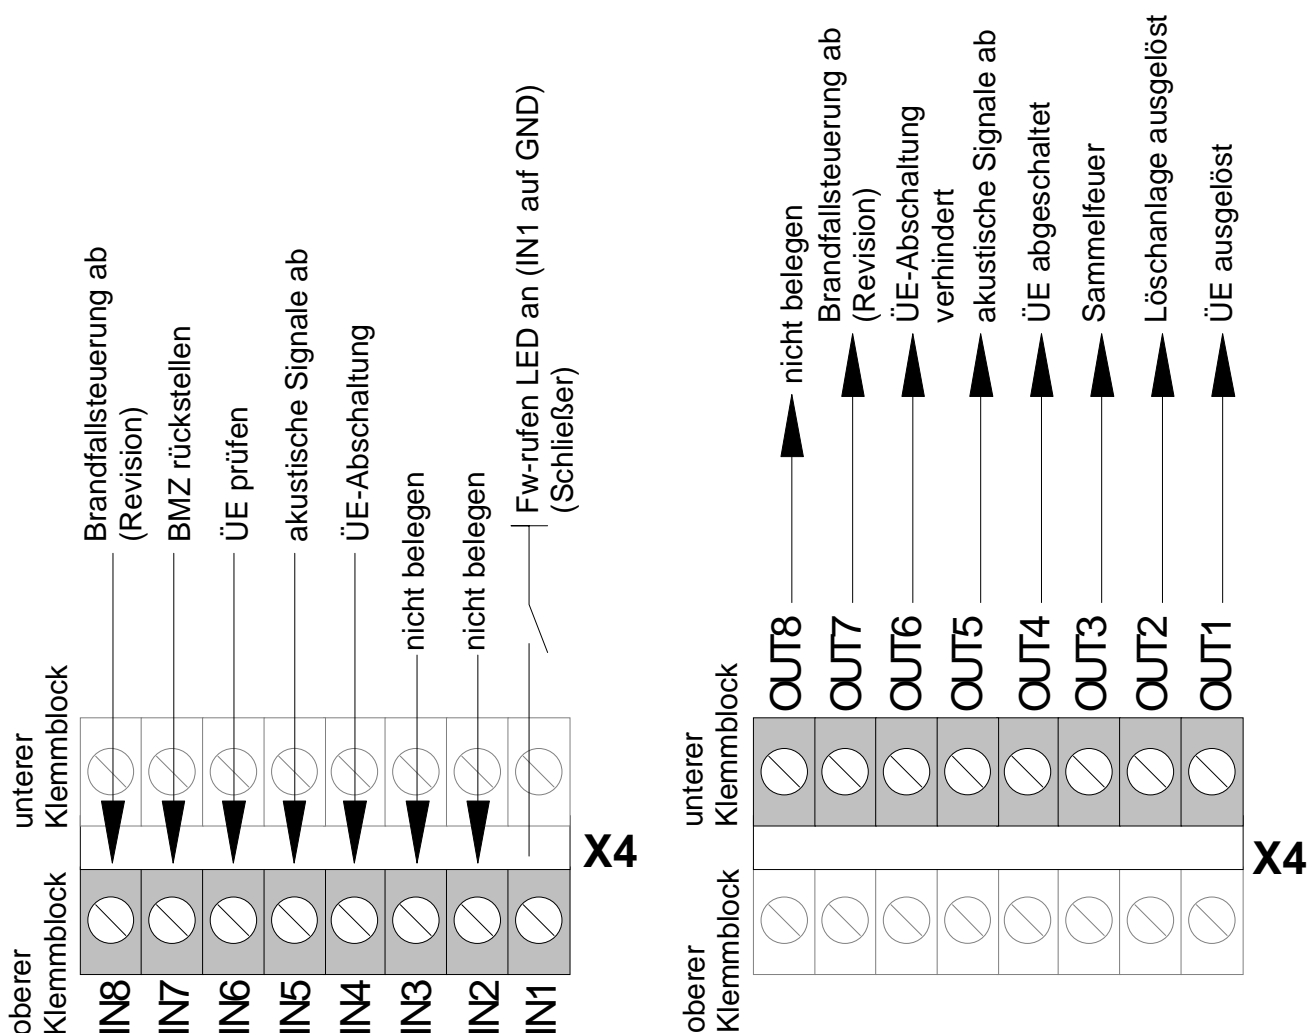 Brandfallsteuerung ab
(Revision)
BMZ rückstellen
ÜE prüfen
akustische Signale ab
ÜE-Abschaltung
nicht belegen
nicht belegen
Fw-rufen LED an (IN1 auf GND)
(Schließer)
unterer
Klemmblock
X4
oberer
Klemmblock
IN8
IN7
IN6
IN5
IN4
IN3
IN2
IN1
nicht belegen
Brandfallsteuerung ab
(Revision)
ÜE-Abschaltung
verhindert
akustische Signale ab
ÜE abgeschaltet
Sammelfeuer
Löschanlage ausgelöst
ÜE ausgelöst
OUT8
OUT7
OUT6
OUT5
OUT4
OUT3
OUT2
OUT1
unterer
Klemmblock
X4
oberer
Klemmblock